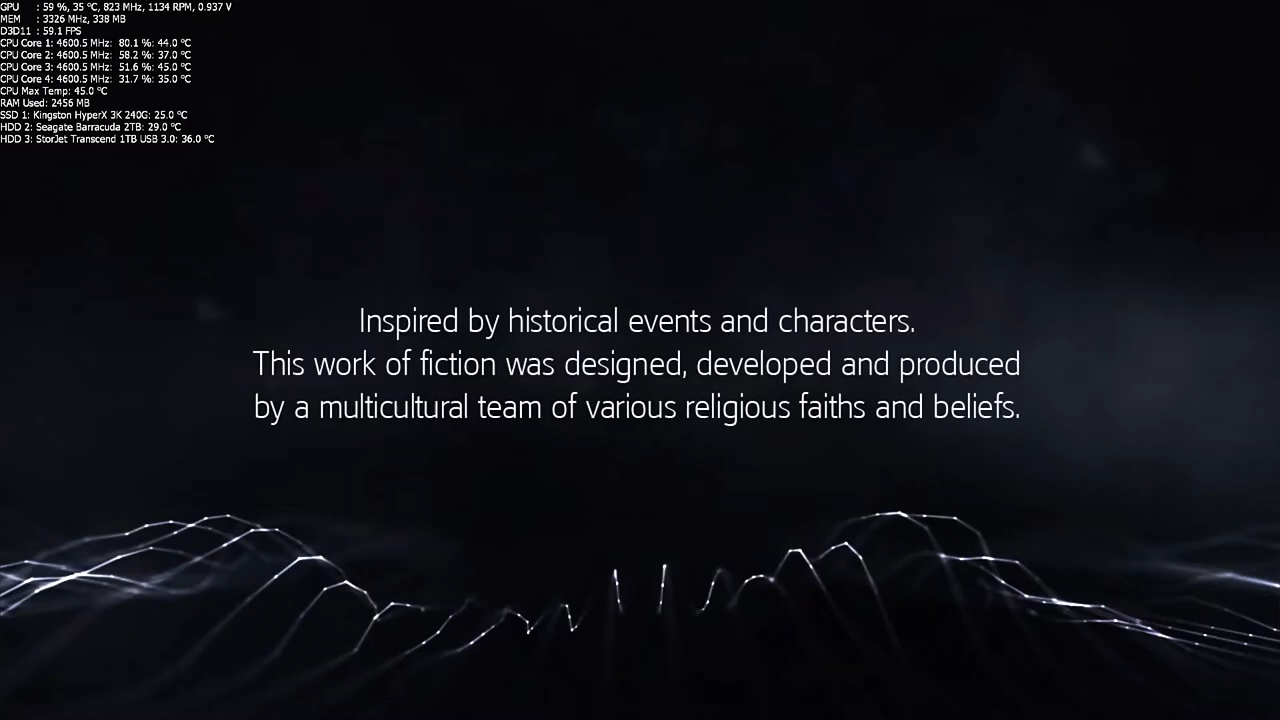 GPU : 59 %, 35 °C, 823 MHz, 1134 RPM, 0.937 V
MEM : 3326 MHz, 338 MB
D3D11 : 59.1 FPS
CPU Core 1: 4600.5 MHz: 80.1 %: 44.0 °C
CPU Core 2: 4600.5 MHz: 58.2 %: 37.0 °C
CPU Core 3: 4600.5 MHz: 51.6 %: 45.0 °C
CPU Core 4: 4600.5 MHz: 31.7 %: 35.0 °C
CPU Max Temp: 45.0 °C
RAM Used: 2456 MB
SSD 1: Kingston HyperX 3K 240G: 25.0 °C
HDD 2: Seagate Barracuda 2TB: 29.0 °C
HDD 3: StorJet Transcend 1TB USB 3.0: 36.0 °C
Inspired by historical events and characters.
This work of fiction was designed, developed and produced
by a multicultural team of various religious faiths and beliefs.